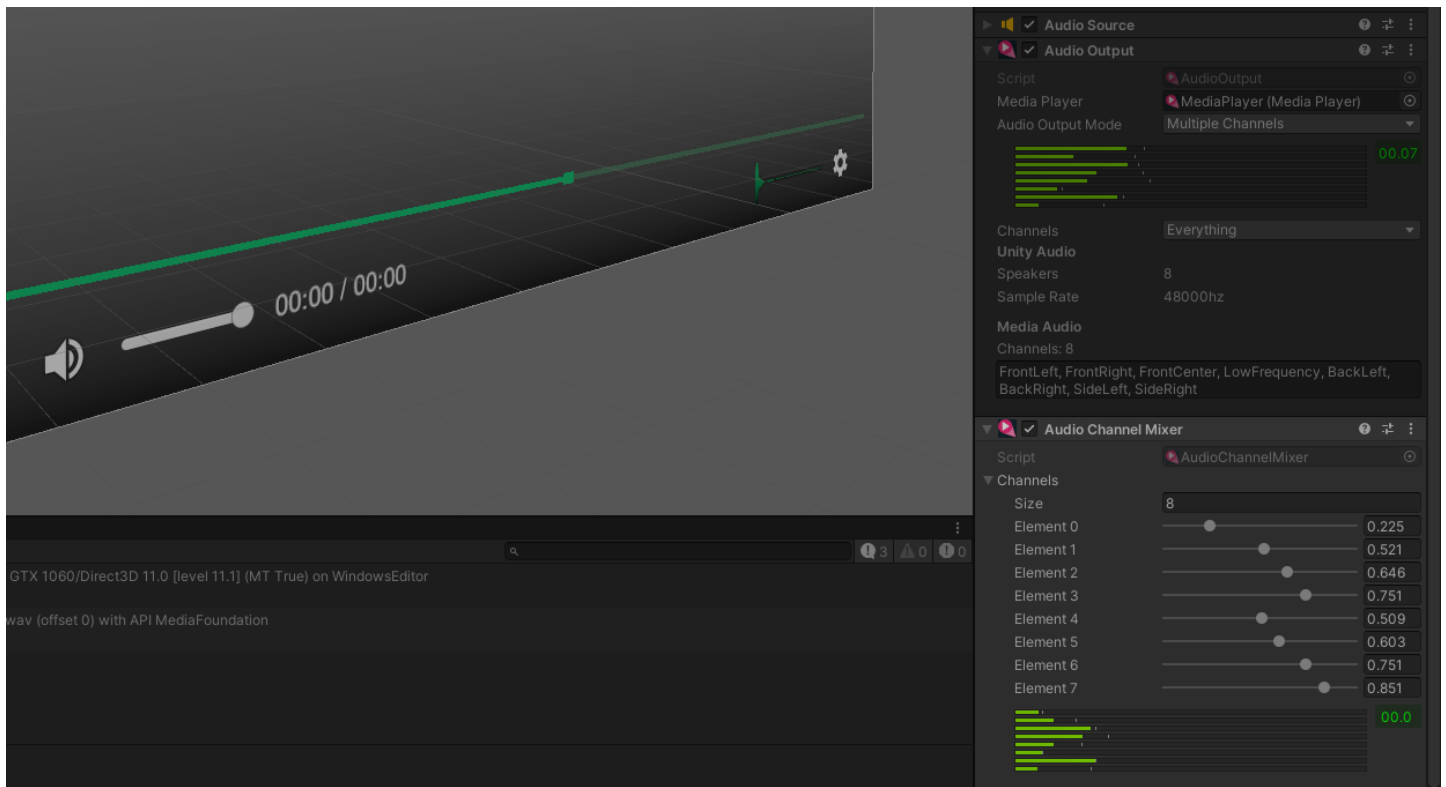 Audio Source
Audio Output
Script AudioOutput
Media Player MediaPlayer (Media Player)
Audio Output Mode Multiple Channels
00.07
Channels Everything
Unity Audio
Speakers 8
Sample Rate 48000hz
Media Audio
Channels: 8
FrontLeft, FrontRight, FrontCenter, LowFrequency, BackLeft,
BackRight, SideLeft, SideRight
Audio Channel Mixer
Script AudioChannelMixer
Channels
Size 8
Element 0 0.225
Element 1 0.521
Element 2 0.646
Element 3 0.751
Element 4 0.509
Element 5 0.603
Element 6 0.751
Element 7 0.851
00.0
00:00 / 00:00
3 0 0
GTX 1060/Direct3D 11.0 [level 11.1] (MT True) on WindowsEditor
wav (offset 0) with API MediaFoundation